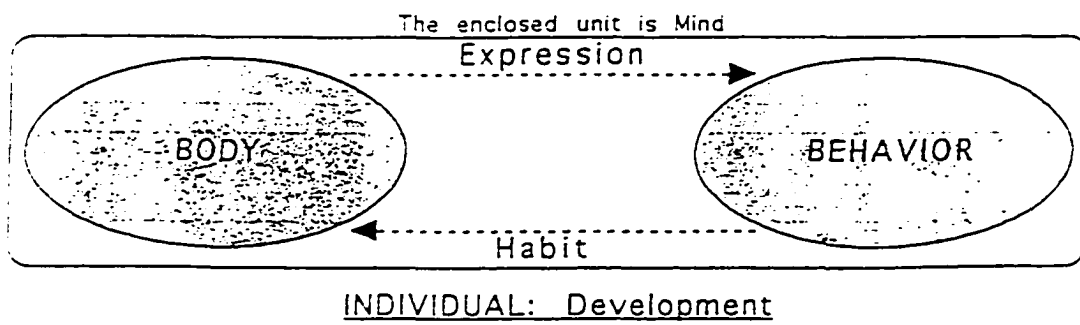 The enclosed unit is Mind
Expression
BODY
BEHAVIOR
Habit
INDIVIDUAL: Development